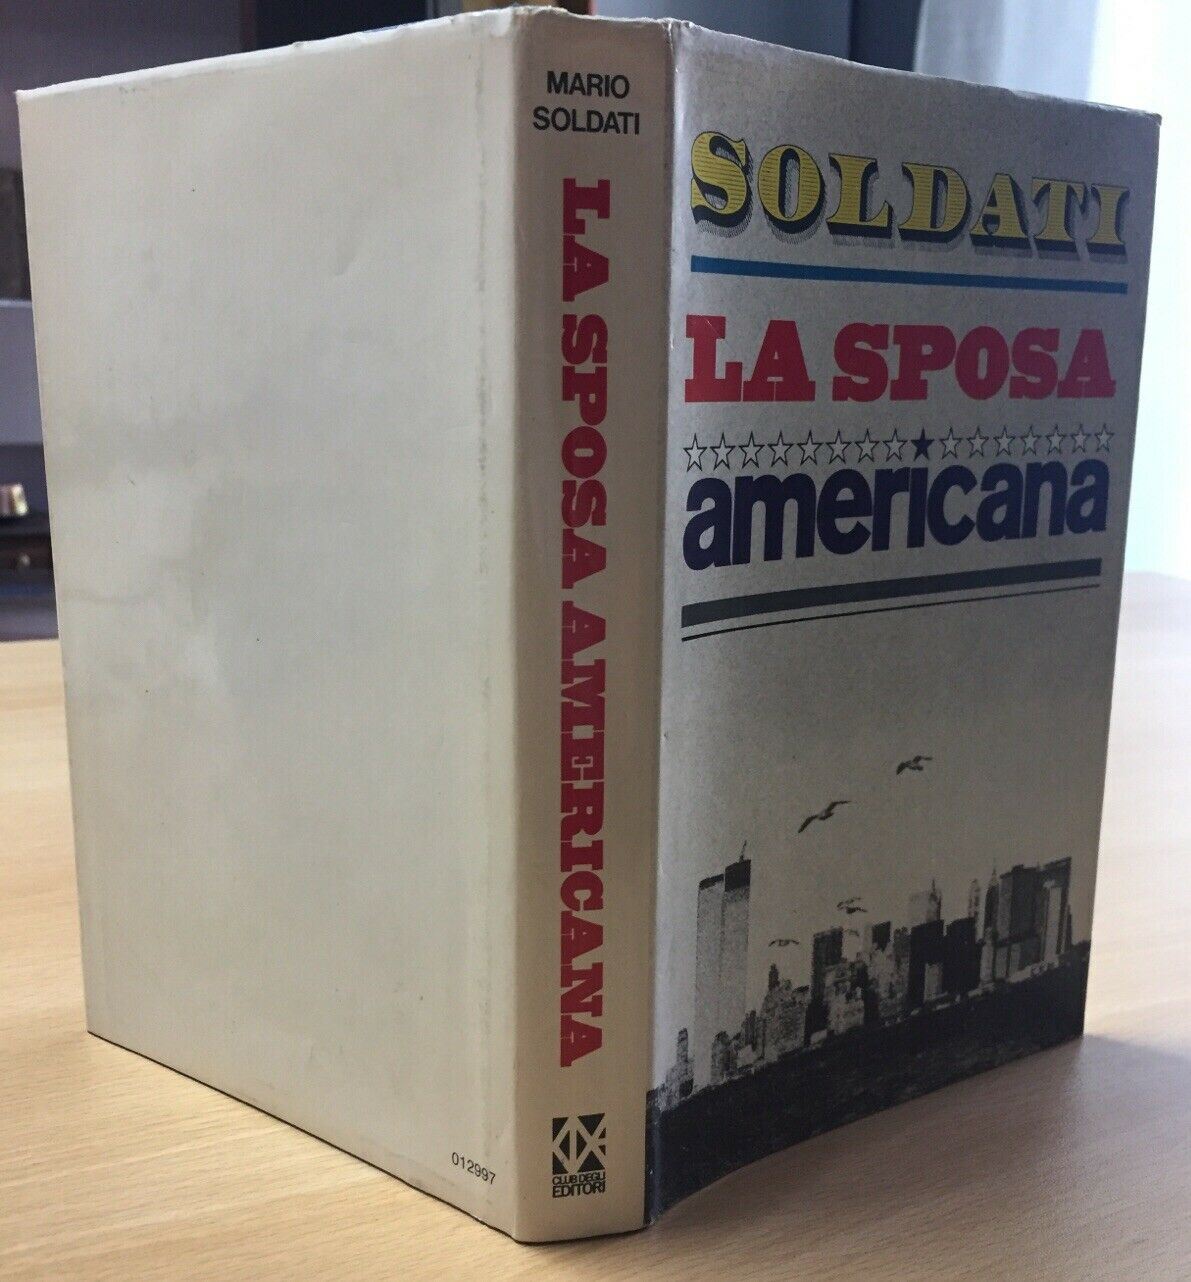 MARIO
SOLDATI
LA SPOSA AMERICANA
CLUB DEGLI
EDITORI
012997
SOLDATI
LA SPOSA
americana